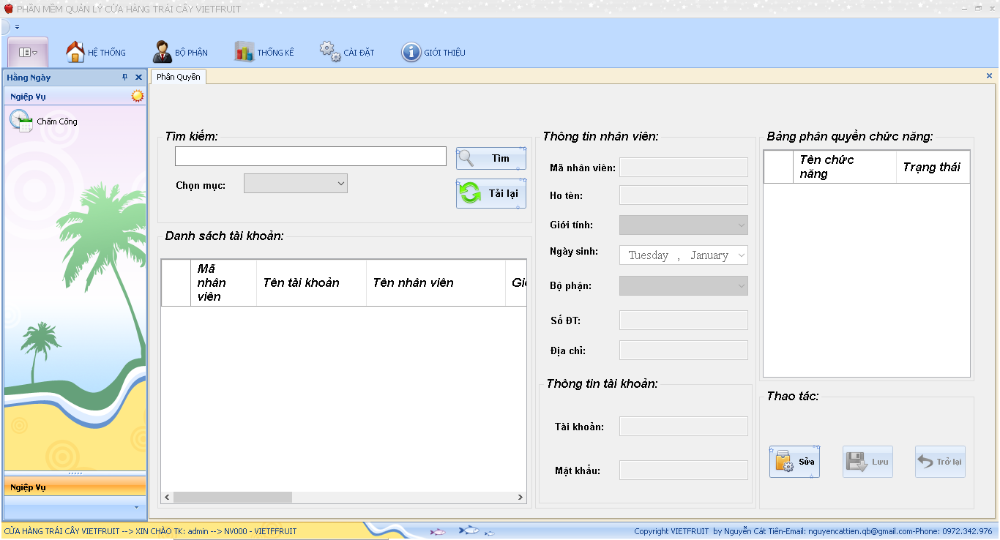 PHẦN MỀM QUẢN LÝ CỬA HÀNG TRÁI CÂY VIETFRUIT
HỆ THỐNG
BỘ PHẬN
THỐNG KÊ
CÀI ĐẶT
GIỚI THIỆU
Hằng Ngày
Phân Quyền
Ngiệp Vụ
Chấm Công
Tìm kiếm:
Tìm
Chọn mục:
Tải lại
Danh sách tài khoản:
Mã nhân viên
Tên tài khoản
Tên nhân viên
Thông tin nhân viên:
Mã nhân viên:
Ho tên:
Giới tính:
Ngày sinh:
Tuesday , January
Bộ phận:
Số ĐT:
Địa chỉ:
Thông tin tài khoản:
Tài khoản:
Mật khẩu:
Bảng phân quyền chức năng:
Tên chức năng
Trạng thái
Thao tác:
Sửa
Lưu
Trở lại
Ngiệp Vụ
CỬA HÀNG TRÁI CÂY VIETFRUIT --> XIN CHÀO TK: admin --> NV000 - VIETFFRUIT
Copyright VIETFRUIT by Nguyễn Cát Tiên-Email: nguyencattien.qb@gmail.com-Phone: 0972.342.976